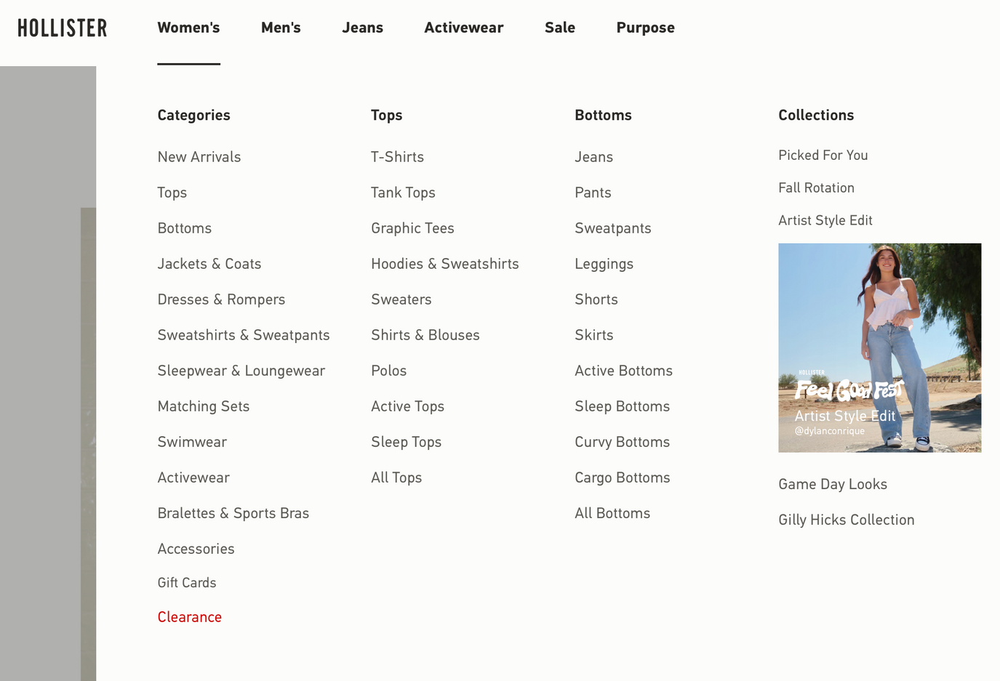 HOLLISTER
Women's
Men's
Jeans
Activewear
Sale
Purpose
Categories
New Arrivals
Tops
Bottoms
Jackets & Coats
Dresses & Rompers
Sweatshirts & Sweatpants
Sleepwear & Loungewear
Matching Sets
Swimwear
Activewear
Bralettes & Sports Bras
Accessories
Gift Cards
Clearance
Tops
T-Shirts
Tank Tops
Graphic Tees
Hoodies & Sweatshirts
Sweaters
Shirts & Blouses
Polos
Active Tops
Sleep Tops
All Tops
Bottoms
Jeans
Pants
Sweatpants
Leggings
Shorts
Skirts
Active Bottoms
Sleep Bottoms
Curvy Bottoms
Cargo Bottoms
All Bottoms
Collections
Picked For You
Fall Rotation
Artist Style Edit
HOLLISTER
Feel Good Fest
Artist Style Edit
@dylanconrique
Game Day Looks
Gilly Hicks Collection